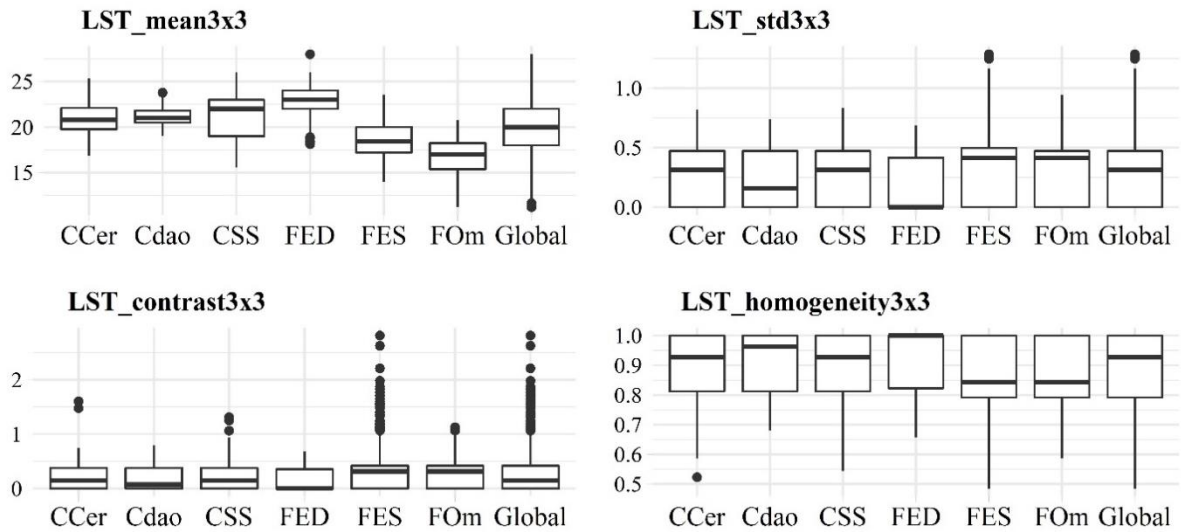 LST_mean3x3
25
20
15
CCer Cdao CSS FED FES FOm Global
LST_std3x3
1.0
0.5
0.0
CCer Cdao CSS FED FES FOm Global
LST_contrast3x3
2
1
0
CCer Cdao CSS FED FES FOm Global
LST_homogeneity3x3
1.0
0.9
0.8
0.7
0.6
0.5
CCer Cdao CSS FED FES FOm Global